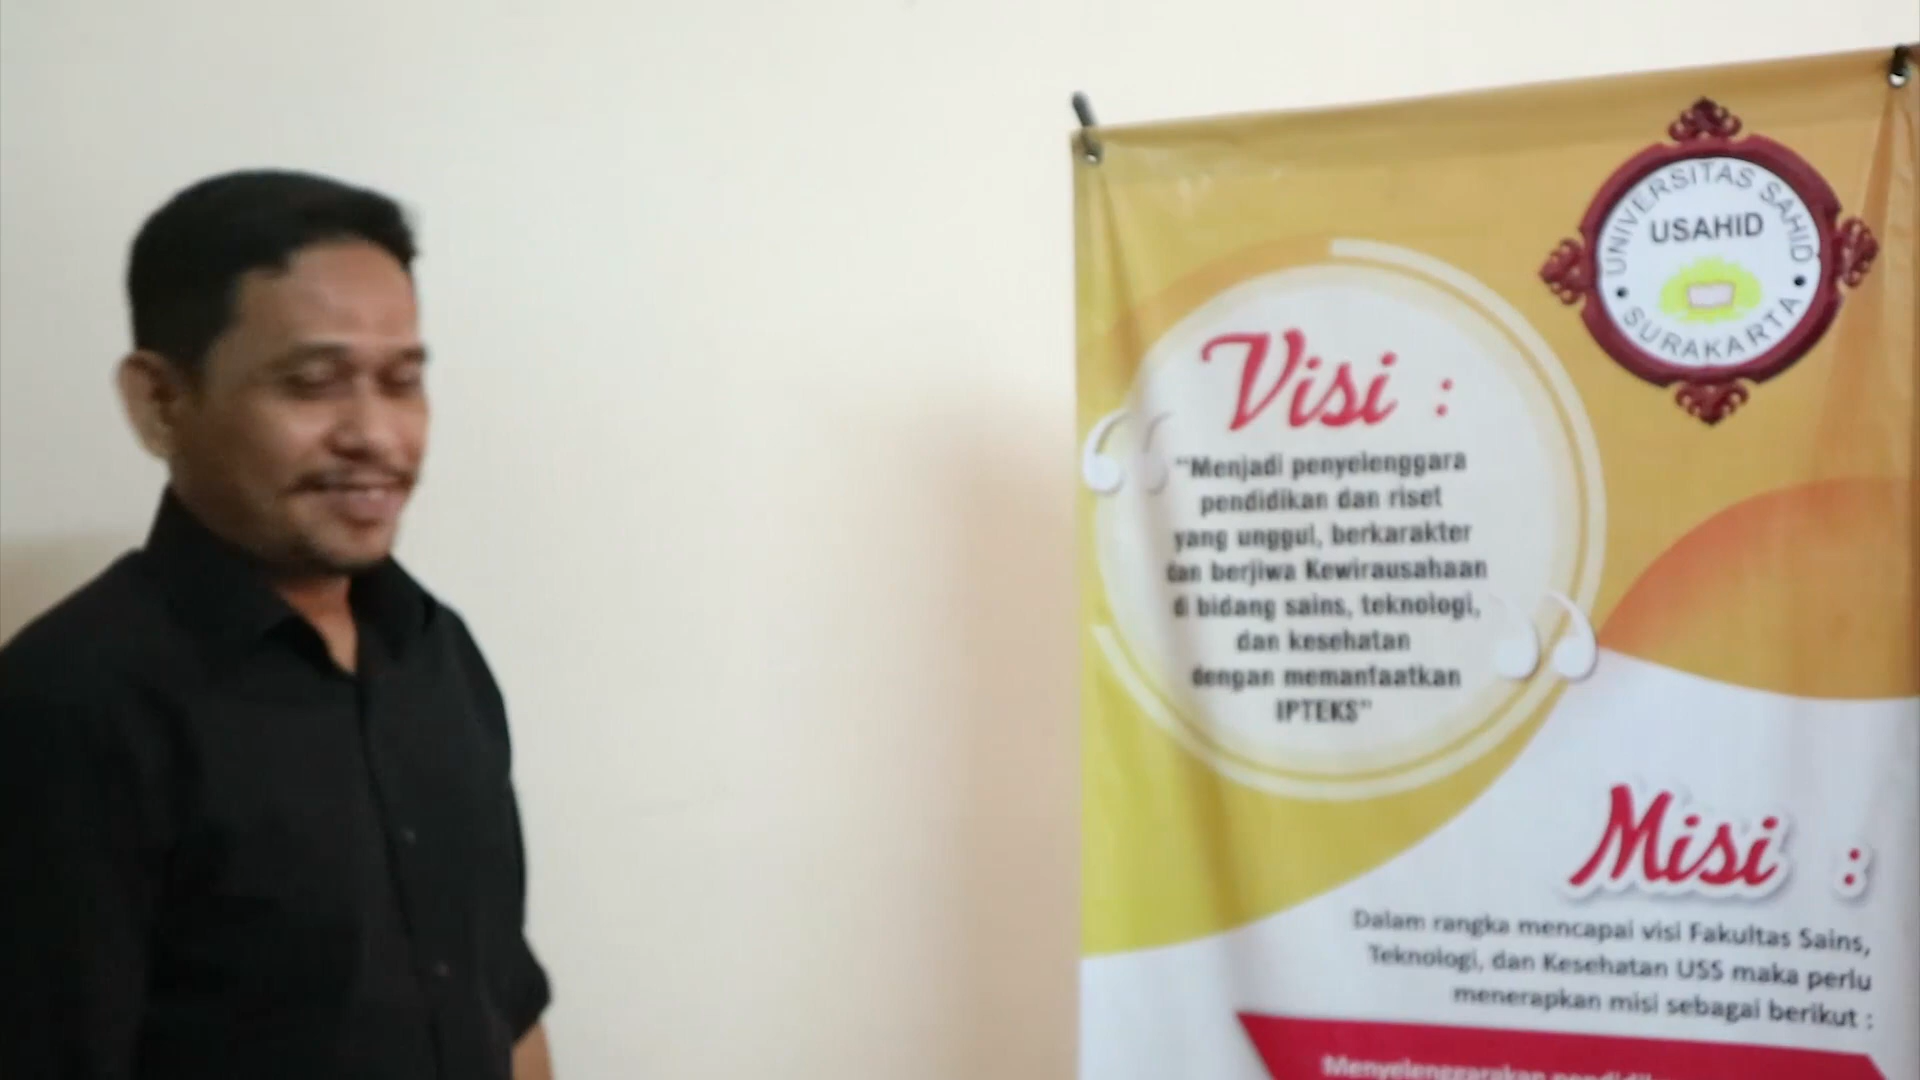 UNIVERSITAS SAHID
USAHID
SURAKARTA
Visi :
"Menjadi penyelenggara
pendidikan dan riset
yang unggul, berkarakter
dan berjiwa Kewirausahaan
di bidang sains, teknologi,
dan kesehatan
dengan memanfaatkan
IPTEKS"
Misi :
Dalam rangka mencapai visi Fakultas Sains,
Teknologi, dan Kesehatan USS maka perlu
menerapkan misi sebagai berikut :
Menyelenggarakan